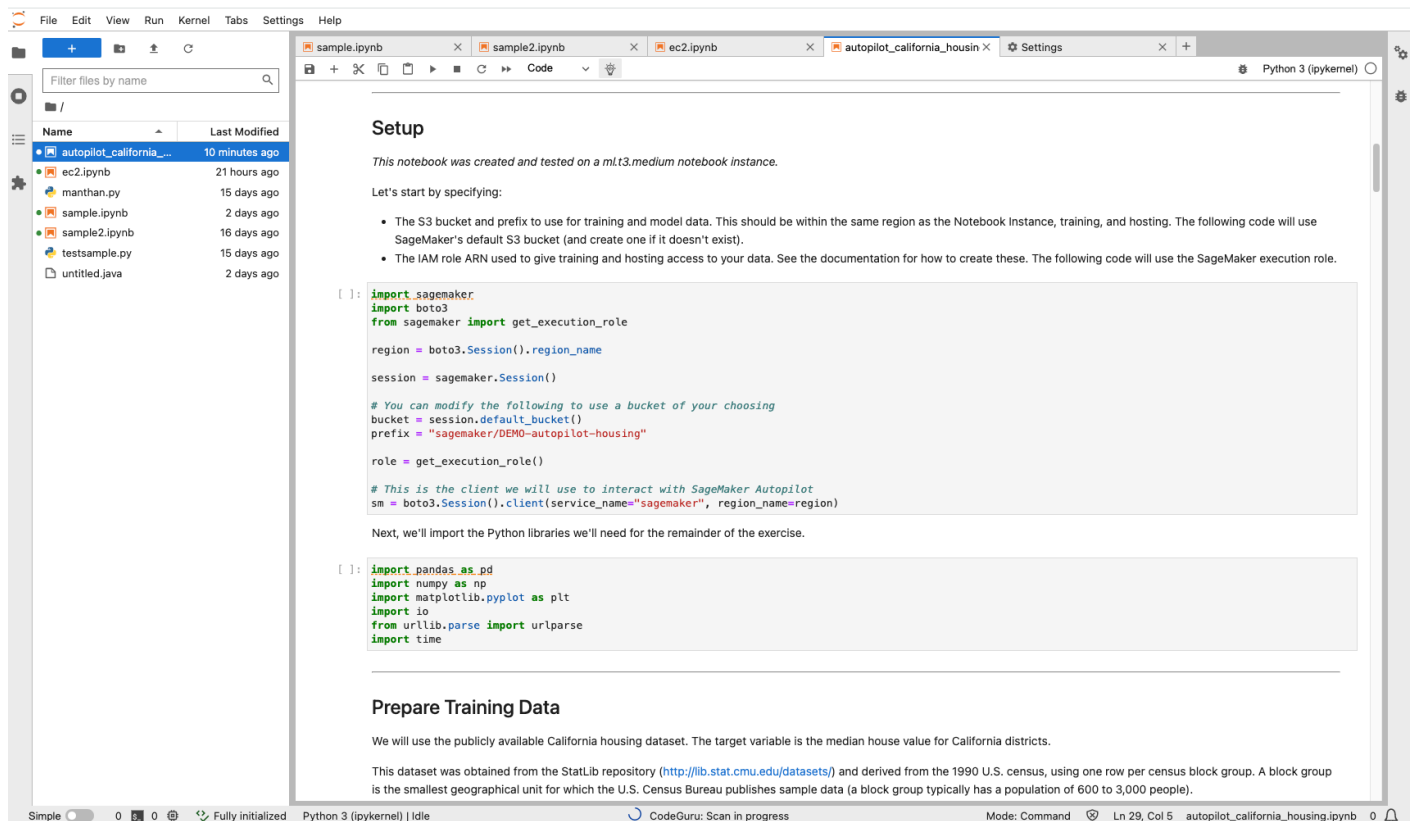 File Edit View Run Kernel Tabs Settings Help
sample.ipynb
sample2.ipynb
ec2.ipynb
autopilot_california_housin
Settings
Filter files by name
/
Name Last Modified
autopilot_california_... 10 minutes ago
ec2.ipynb 21 hours ago
manthan.py 15 days ago
sample.ipynb 2 days ago
sample2.ipynb 16 days ago
testsample.py 15 days ago
untitled.java 2 days ago
Code
Python 3 (ipykernel)
Setup
This notebook was created and tested on a ml.t3.medium notebook instance.
Let's start by specifying:
• The S3 bucket and prefix to use for training and model data. This should be within the same region as the Notebook Instance, training, and hosting. The following code will use
SageMaker's default S3 bucket (and create one if it doesn't exist).
• The IAM role ARN used to give training and hosting access to your data. See the documentation for how to create these. The following code will use the SageMaker execution role.
[ ]: import sagemaker
import boto3
from sagemaker import get_execution_role
region = boto3.Session().region_name
session = sagemaker.Session()
# You can modify the following to use a bucket of your choosing
bucket = session.default_bucket()
prefix = "sagemaker/DEMO-autopilot-housing"
role = get_execution_role()
# This is the client we will use to interact with SageMaker Autopilot
sm = boto3.Session().client(service_name="sagemaker", region_name=region)
Next, we'll import the Python libraries we'll need for the remainder of the exercise.
[ ]: import pandas as pd
import numpy as np
import matplotlib.pyplot as plt
import io
from urllib.parse import urlparse
import time
Prepare Training Data
We will use the publicly available California housing dataset. The target variable is the median house value for California districts.
This dataset was obtained from the StatLib repository (http://lib.stat.cmu.edu/datasets/) and derived from the 1990 U.S. census, using one row per census block group. A block group
is the smallest geographical unit for which the U.S. Census Bureau publishes sample data (a block group typically has a population of 600 to 3,000 people).
Simple 0 0 Fully initialized Python 3 (ipykernel) | Idle CodeGuru: Scan in progress Mode: Command Ln 29, Col 5 autopilot_california_housing.ipynb 0